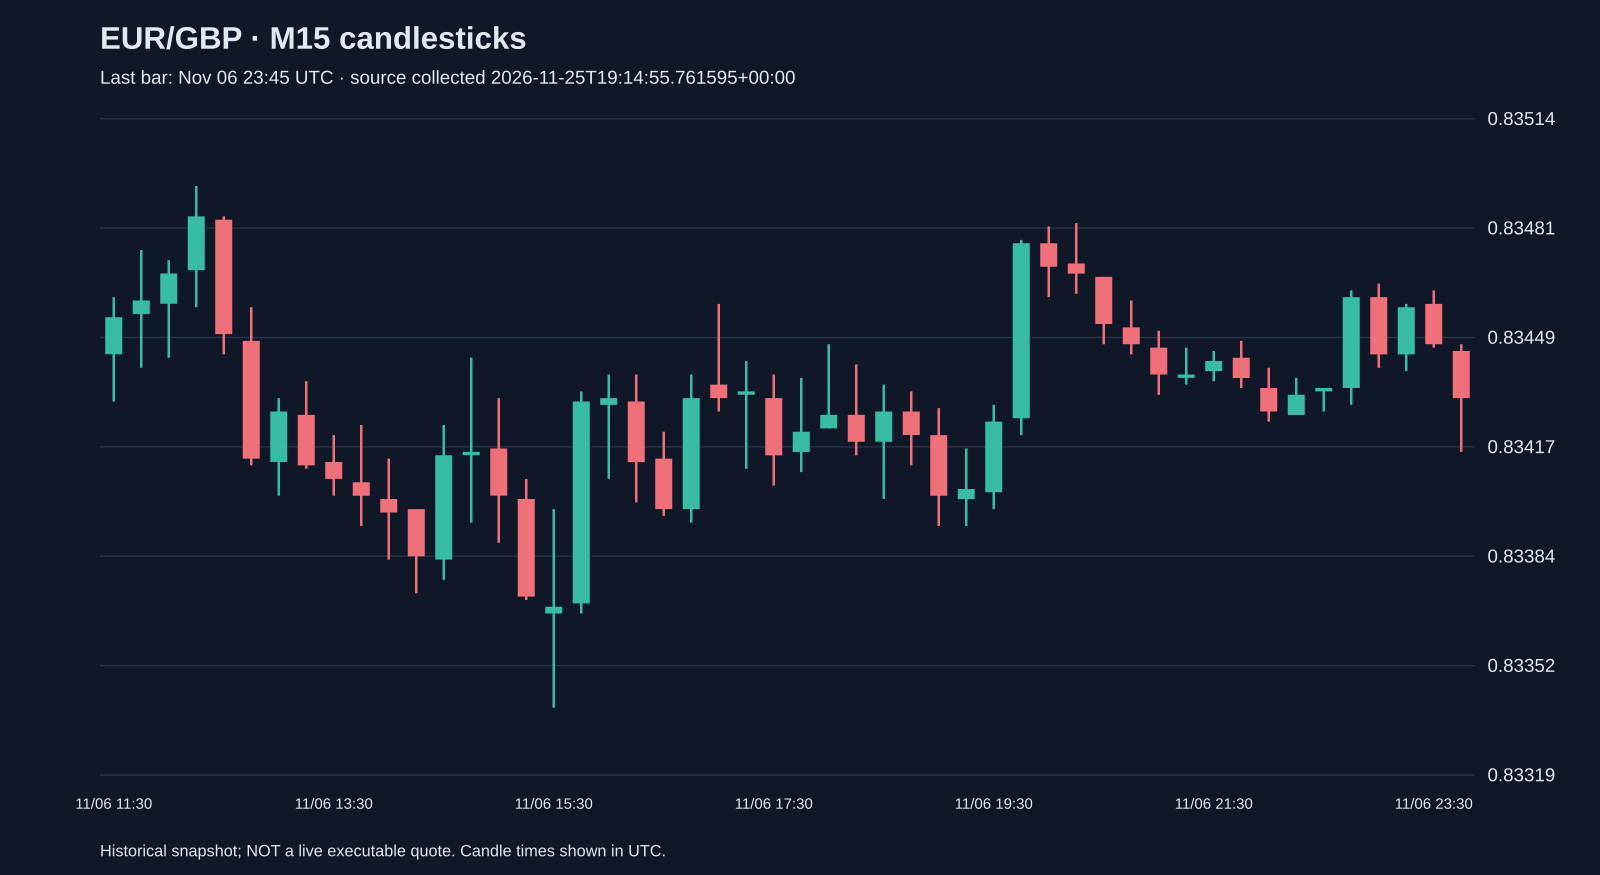 EUR/GBP · M15 candlesticks
Last bar: Nov 06 23:45 UTC · source collected 2026-11-25T19:14:55.761595+00:00
0.83514
0.83481
0.83449
0.83417
0.83384
0.83352
0.83319
11/06 11:30 11/06 13:30 11/06 15:30 11/06 17:30 11/06 19:30 11/06 21:30 11/06 23:30
Historical snapshot; NOT a live executable quote. Candle times shown in UTC.